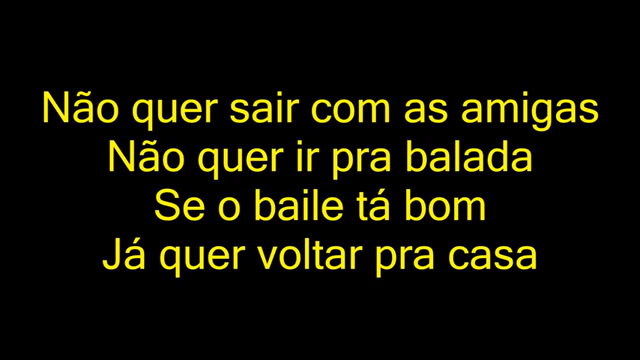 Não quer sair com as amigas
Não quer ir pra balada
Se o baile tá bom
Já quer voltar pra casa